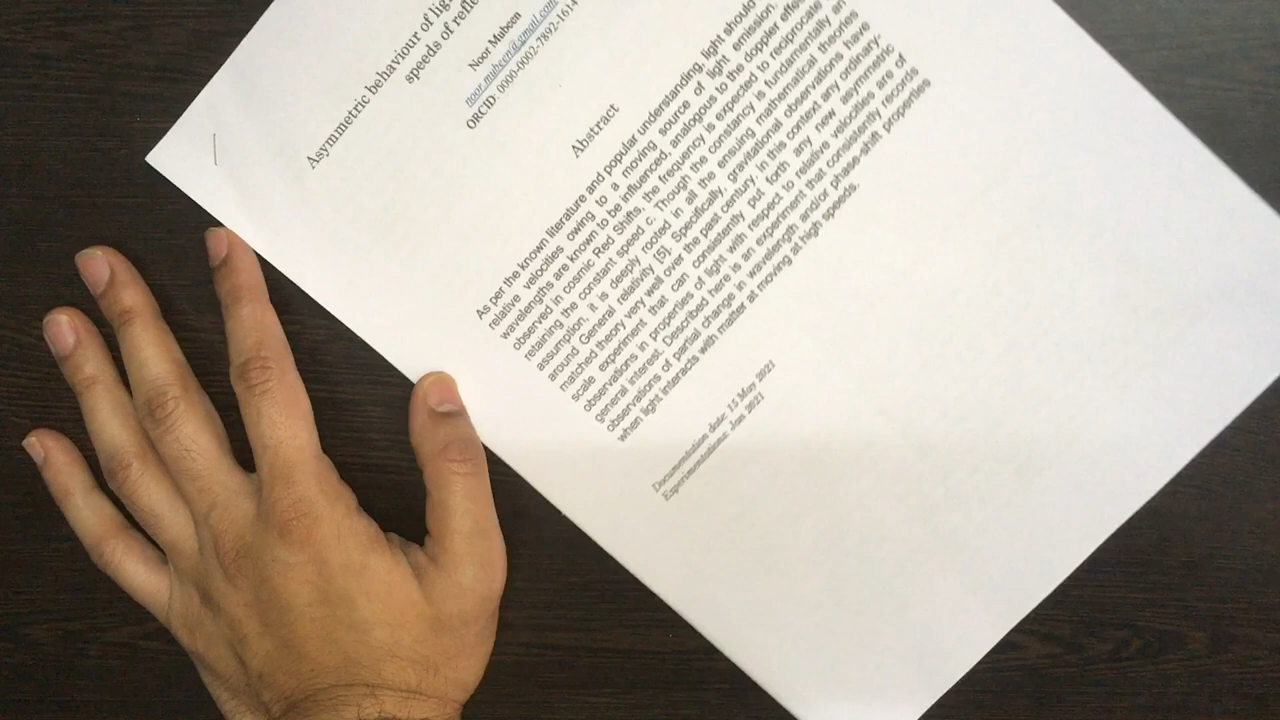 Asymmetric behaviour of lig
speeds of refle
Noor Mubeen
noor.mubeen@gmail.com
ORCID: 0000-0002-7892-1614
Abstract
As per the known literature and popular understanding, light should
relative velocities owing to a moving source of light emission.
wavelengths are known to be influenced, analogous to the doppler effe
observed in cosmic Red Shifts, the frequency is expected to reciprocate
retaining the constant speed c. Though the constancy is fundamentally an
assumption, it is deeply rooted in all the ensuing mathematical theories
around General relativity [5]. Specifically, gravitational observations have
matched theory very well over the past century. In this context any ordinary
scale experiment that can consistently put forth any new asymmetric
observations in properties of light with respect to relative velocities are of
general interest. Described here is an experiment that consistently records
observations of partial change in wavelength and/or phase-shift properties
when light interacts with matter at moving at high speeds.
Documentation date: 15 May 2021
Experimentations: Jan 2021